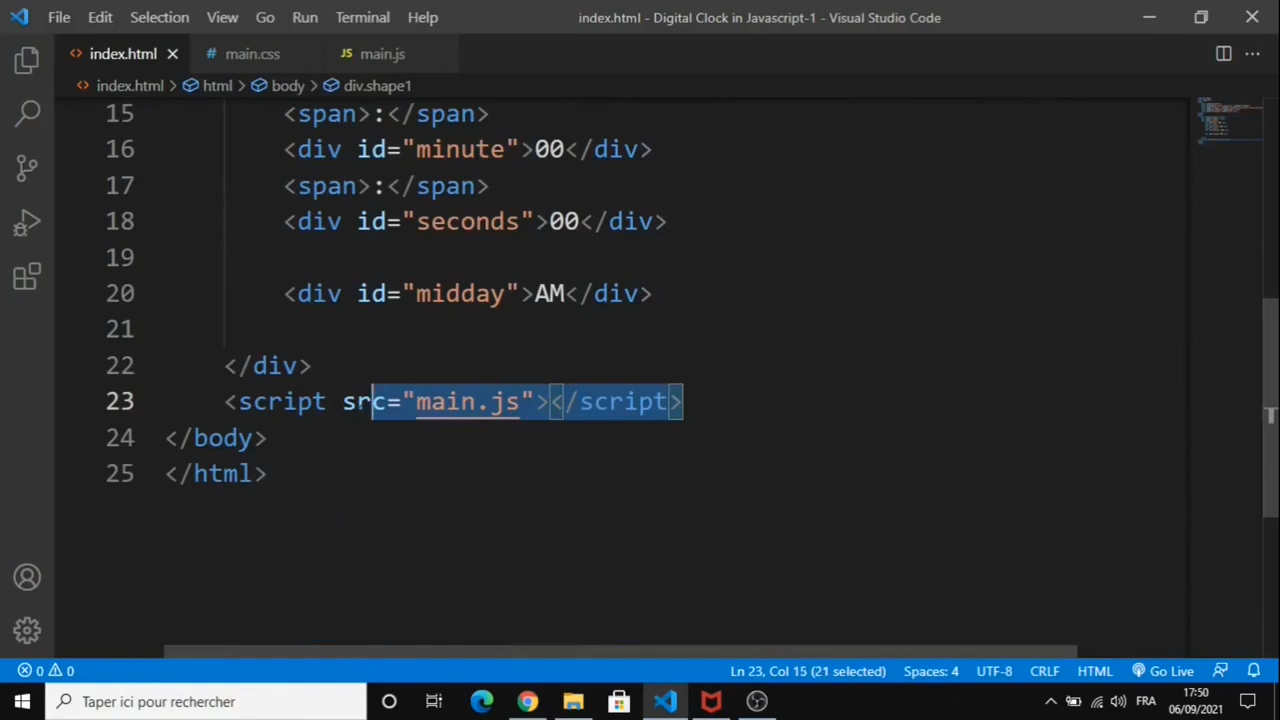 File Edit Selection View Go Run Terminal Help index.html - Digital Clock in Javascript-1 - Visual Studio Code
<> index.html # main.css JS main.js
<> index.html > html > body > div.shape1
15 <span>:</span>
16 <div id="minute">00</div>
17 <span>:</span>
18 <div id="seconds">00</div>
19
20 <div id="midday">AM</div>
21
22 </div>
23 <script src="main.js"></script>
24 </body>
25 </html>
0 0 Ln 23, Col 15 (21 selected) Spaces: 4 UTF-8 CRLF HTML Go Live
Taper ici pour rechercher FRA 17:50
06/09/2021